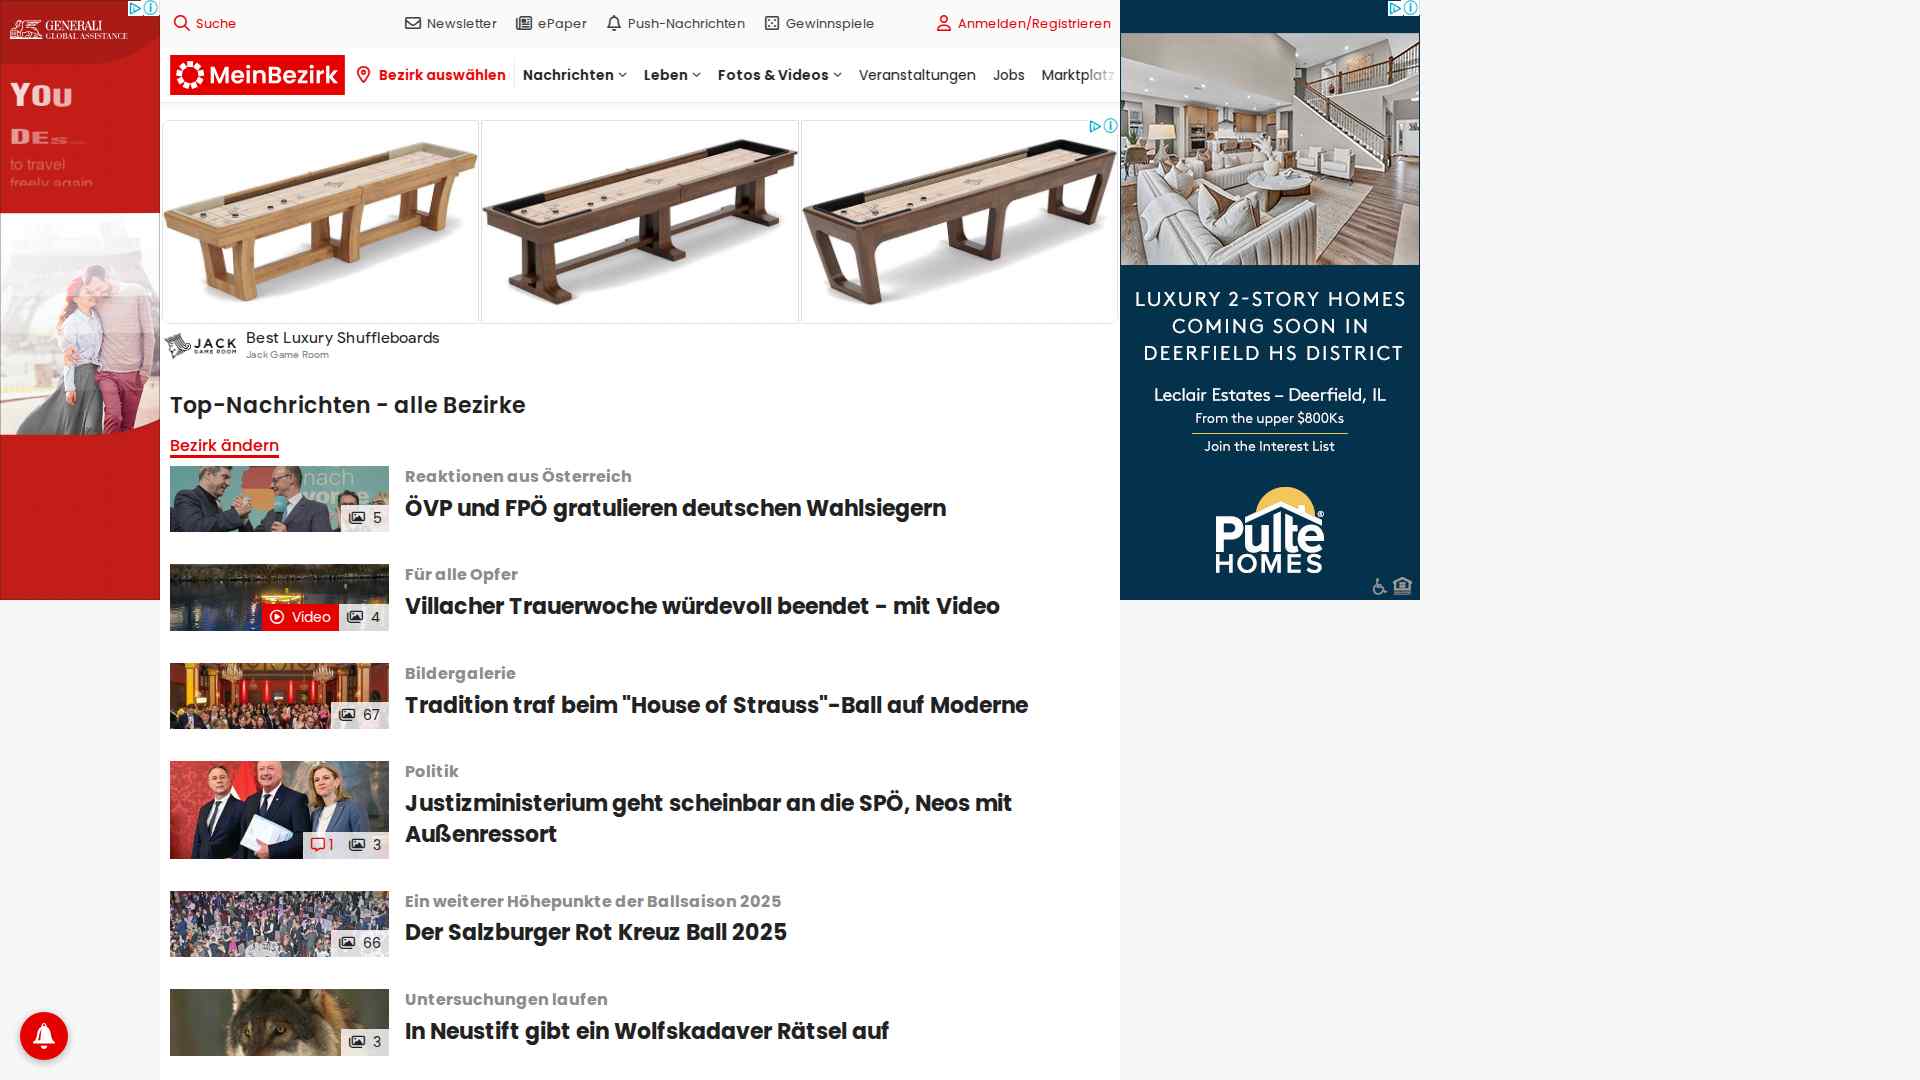 GENERALI
GLOBAL ASSISTANCE
YOU
DES
to travel
freely again
Suche
Newsletter
ePaper
Push-Nachrichten
Gewinnspiele
Anmelden/Registrieren
MeinBezirk
Bezirk auswählen
Nachrichten
Leben
Fotos & Videos
Veranstaltungen
Jobs
Marktplatz
JACK
GAME ROOM
Best Luxury Shuffleboards
Jack Game Room
Top-Nachrichten - alle Bezirke
Bezirk ändern
nach
5
Reaktionen aus Österreich
ÖVP und FPÖ gratulieren deutschen Wahlsiegern
Video
4
Für alle Opfer
Villacher Trauerwoche würdevoll beendet - mit Video
67
Bildergalerie
Tradition traf beim "House of Strauss"-Ball auf Moderne
1
3
Politik
Justizministerium geht scheinbar an die SPÖ, Neos mit
Außenressort
66
Ein weiterer Höhepunkte der Ballsaison 2025
Der Salzburger Rot Kreuz Ball 2025
3
Untersuchungen laufen
In Neustift gibt ein Wolfskadaver Rätsel auf
LUXURY 2-STORY HOMES
COMING SOON IN
DEERFIELD HS DISTRICT
Leclair Estates – Deerfield, IL
From the upper $800Ks
Join the Interest List
Pulte®
HOMES